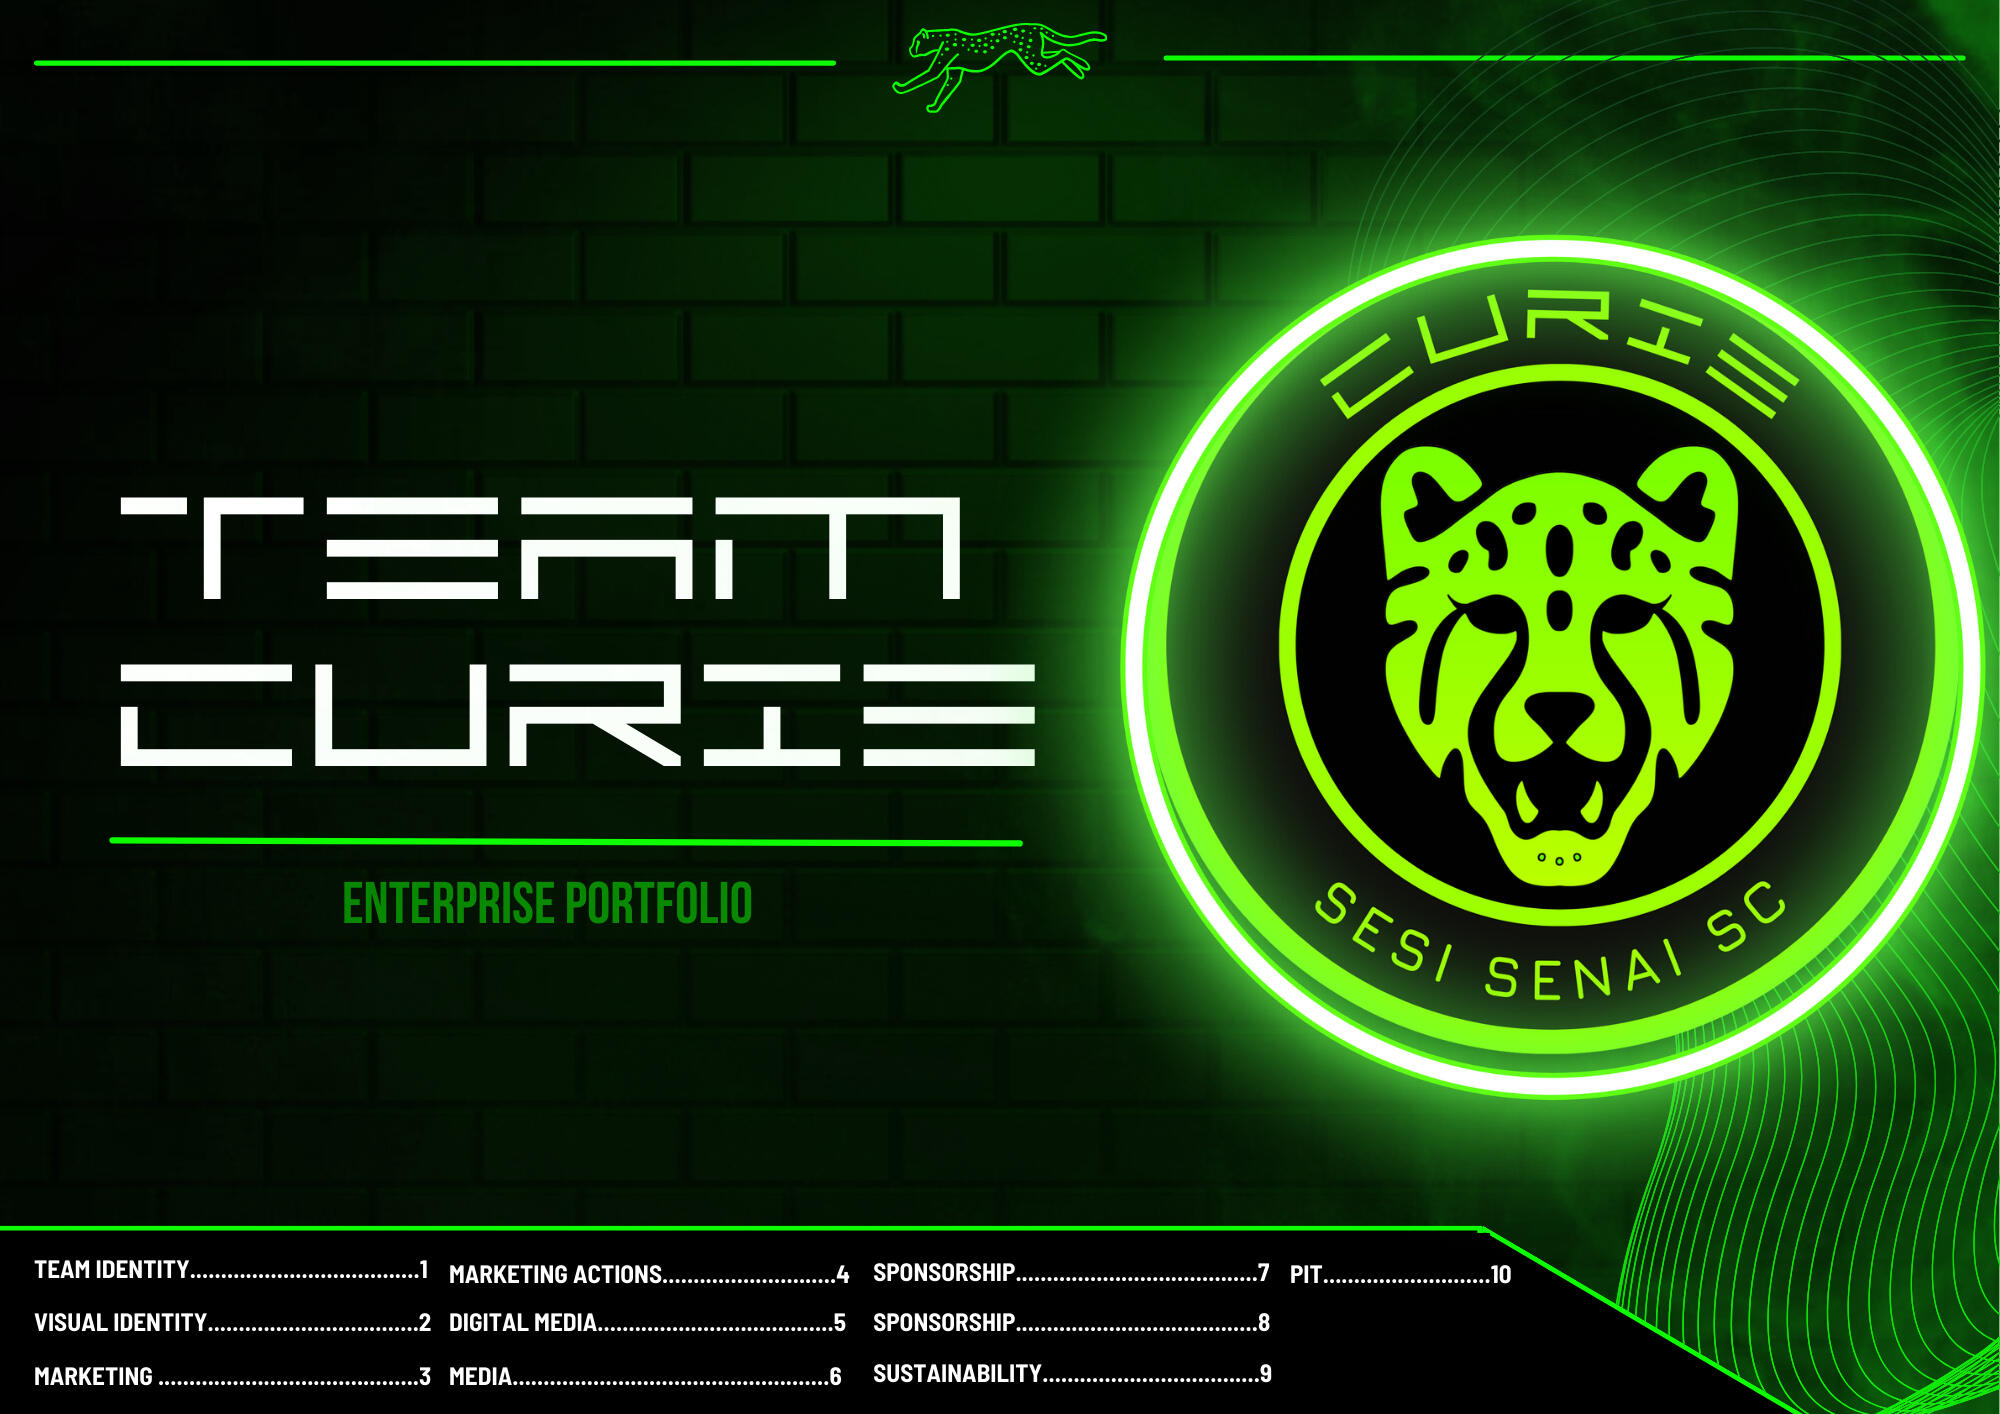 TEAM
CURIE
ENTERPRISE PORTFOLIO
CURIE
SESI SENAI SC
TEAM IDENTITY......................................1
VISUAL IDENTITY...................................2
MARKETING ...........................................3
MARKETING ACTIONS............................4
DIGITAL MEDIA.......................................5
MEDIA....................................................6
SPONSORSHIP........................................7
SPONSORSHIP........................................8
SUSTAINABILITY....................................9
PIT...........................10